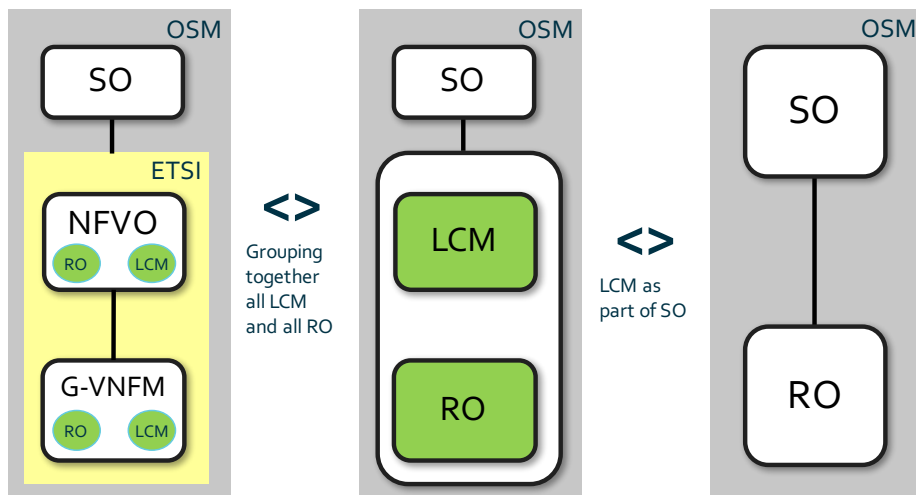 OSM
SO
ETSI
NFVO
RO LCM
G-VNFM
RO LCM
<>
Grouping
together
all LCM
and all RO
OSM
SO
LCM
RO
<>
LCM as
part of SO
OSM
SO
RO